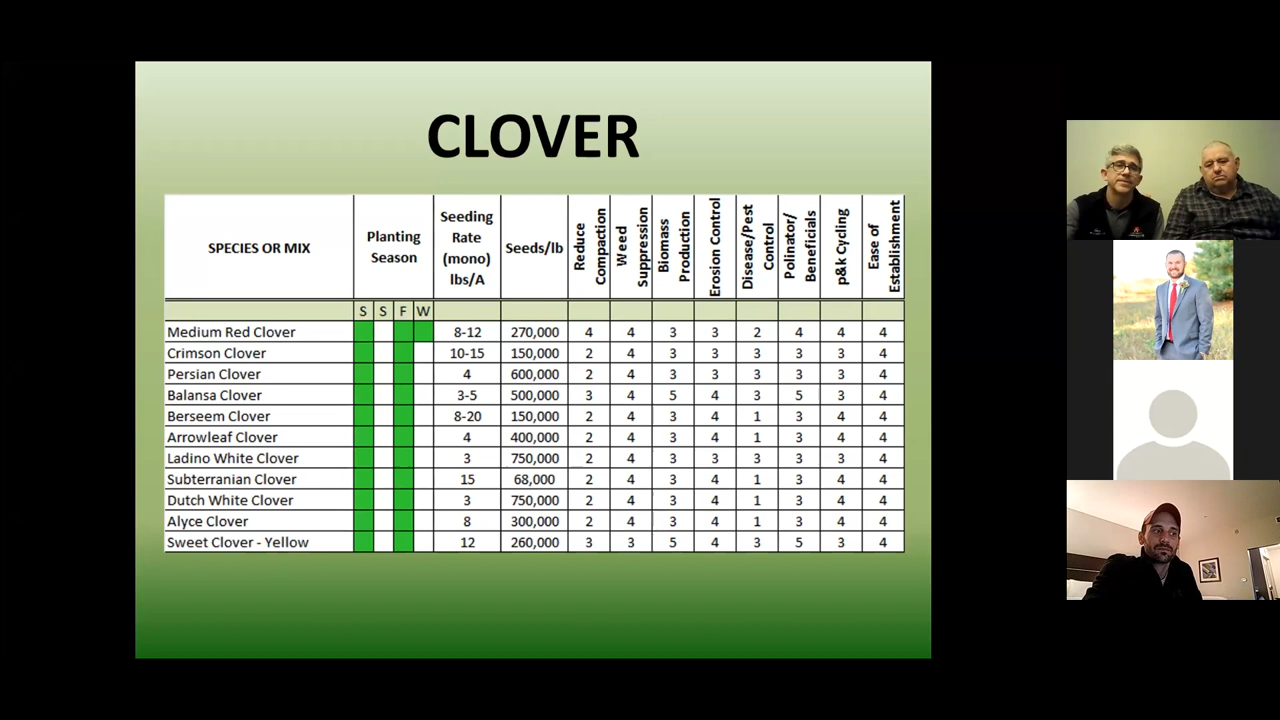 CLOVER
SPECIES OR MIX Planting Season Seeding Rate (mono) lbs/A Seeds/lb Reduce Compaction Weed Suppression Biomass Production Erosion Control Disease/Pest Control Polinator/ Beneficials p&k Cycling Ease of Establishment
S S F W
Medium Red Clover 8-12 270,000 4 4 3 3 2 4 4 4
Crimson Clover 10-15 150,000 2 4 3 3 3 3 3 4
Persian Clover 4 600,000 2 4 3 3 3 3 3 4
Balansa Clover 3-5 500,000 3 4 5 4 3 5 3 4
Berseem Clover 8-20 150,000 2 4 3 4 1 3 4 4
Arrowleaf Clover 4 400,000 2 4 3 4 1 3 4 4
Ladino White Clover 3 750,000 2 4 3 3 3 3 3 4
Subterranian Clover 15 68,000 2 4 3 4 1 3 4 4
Dutch White Clover 3 750,000 2 4 3 4 1 3 4 4
Alyce Clover 8 300,000 2 4 3 4 1 3 4 4
Sweet Clover - Yellow 12 260,000 3 3 5 4 3 5 3 4